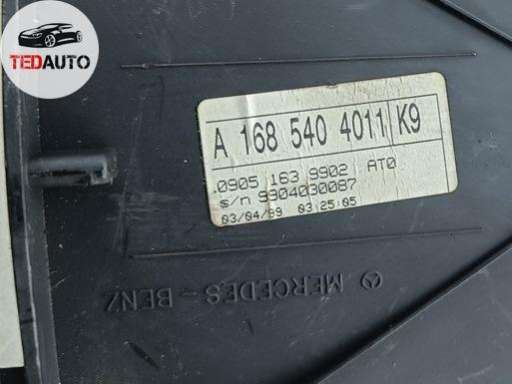 TEDAUTO
A 168 540 4011 K9
.0905 163 9902 AT0
s/n 9904030087
03/04/99 03:25:05
MERCEDES-BENZ